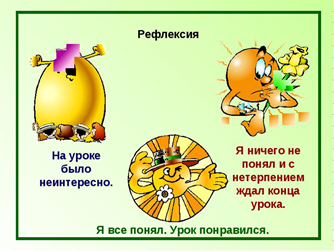 Рефлексия
На уроке
было
неинтересно.
Я ничего не
понял и с
нетерпением
ждал конца
урока.
Я все понял. Урок понравился.